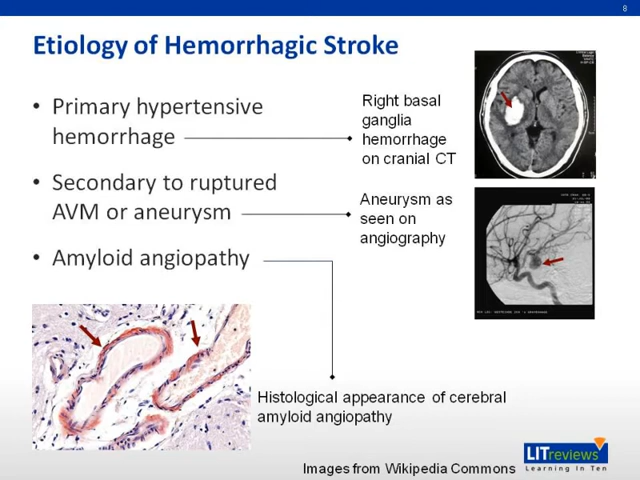 8
Etiology of Hemorrhagic Stroke
• Primary hypertensive
hemorrhage
Right basal
ganglia
hemorrhage
on cranial CT
• Secondary to ruptured
AVM or aneurysm
Aneurysm as
seen on
angiography
• Amyloid angiopathy
Histological appearance of cerebral
amyloid angiopathy
Images from Wikipedia Commons
LITreviews
Learning In Ten